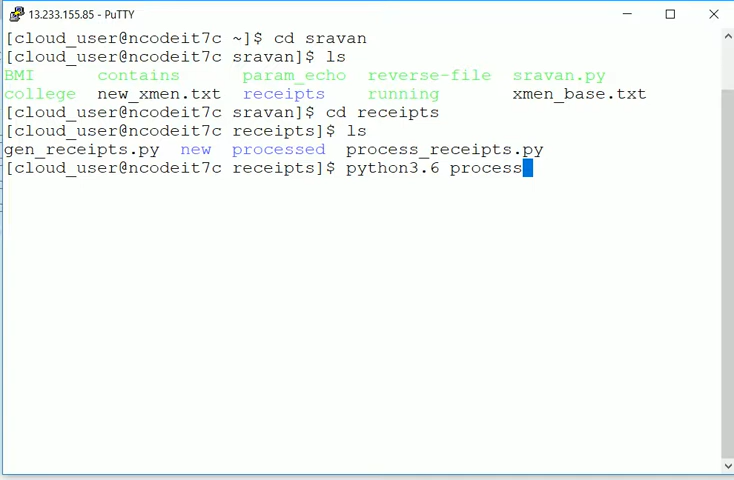 13.233.155.85 - PuTTY
[cloud_user@ncodeit7c ~]$ cd sravan
[cloud_user@ncodeit7c sravan]$ ls
BMI contains param_echo reverse-file sravan.py
college new_xmen.txt receipts running xmen_base.txt
[cloud_user@ncodeit7c sravan]$ cd receipts
[cloud_user@ncodeit7c receipts]$ ls
gen_receipts.py new processed process_receipts.py
[cloud_user@ncodeit7c receipts]$ python3.6 process